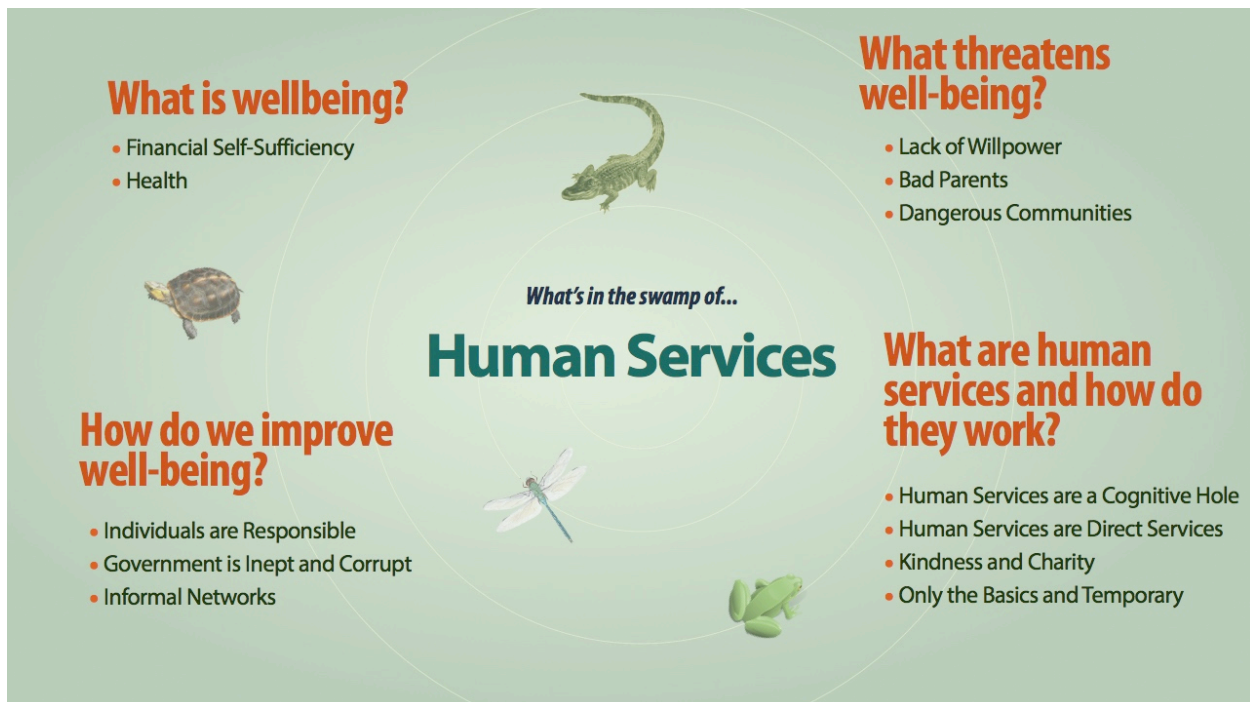 What is wellbeing?
• Financial Self-Sufficiency
• Health
What threatens
well-being?
• Lack of Willpower
• Bad Parents
• Dangerous Communities
What's in the swamp of...
Human Services
How do we improve
well-being?
• Individuals are Responsible
• Government is Inept and Corrupt
• Informal Networks
What are human
services and how do
they work?
• Human Services are a Cognitive Hole
• Human Services are Direct Services
• Kindness and Charity
• Only the Basics and Temporary